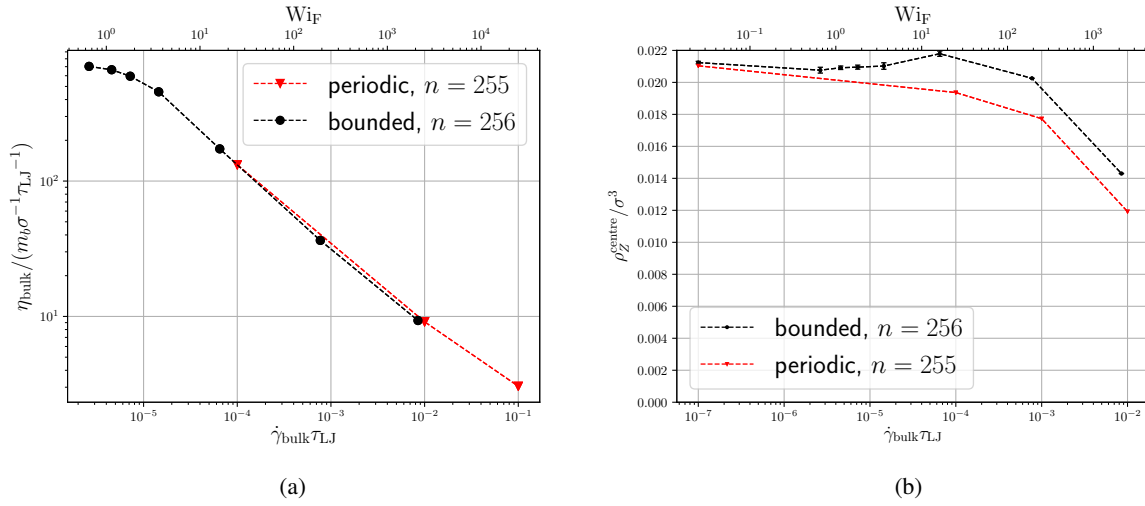 Wi_F
10^0 10^1 10^2 10^3 10^4
η_bulk/(m_b σ^{-1} τ_LJ^{-1})
10^2
10^1
periodic, n = 255
bounded, n = 256
10^{-5} 10^{-4} 10^{-3} 10^{-2} 10^{-1}
γ̇_bulk τ_LJ
(a)
Wi_F
10^{-1} 10^0 10^1 10^2 10^3
ρ_Z^centre/σ^3
0.022
0.020
0.018
0.016
0.014
0.012
0.010
0.008
0.006
0.004
0.002
0.000
bounded, n = 256
periodic, n = 255
10^{-7} 10^{-6} 10^{-5} 10^{-4} 10^{-3} 10^{-2}
γ̇_bulk τ_LJ
(b)